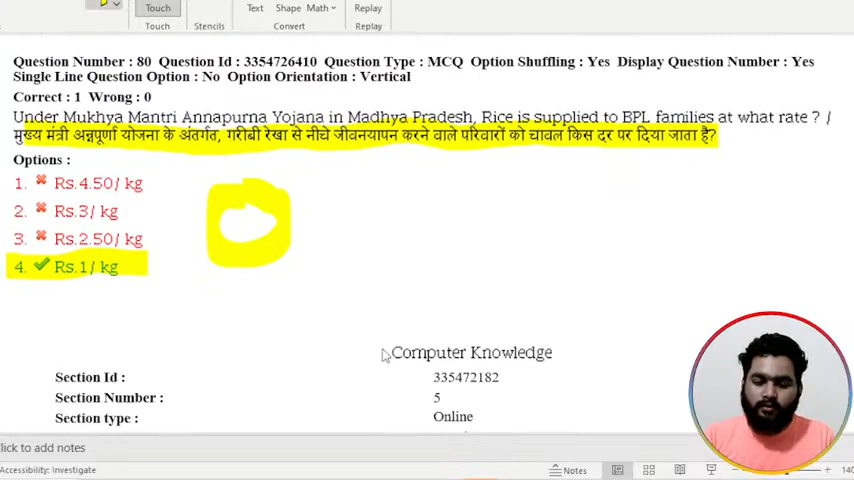 Touch
Text Shape Math
Replay
Touch
Stencils
Convert
Replay
Question Number : 80 Question Id : 3354726410 Question Type : MCQ Option Shuffling : Yes Display Question Number : Yes
Single Line Question Option : No Option Orientation : Vertical
Correct : 1 Wrong : 0
Under Mukhya Mantri Annapurna Yojana in Madhya Pradesh, Rice is supplied to BPL families at what rate ? /
मुख्य मंत्री अन्नपूर्णा योजना के अंतर्गत, गरीबी रेखा से नीघे जीवनयापन करने वाले परिवारों को चावल किस दर पर दिया जाता है?
Options :
1. Rs.4.50/ kg
2. Rs.3/ kg
3. Rs.2.50/ kg
4. Rs.1/ kg
Computer Knowledge
Section Id : 335472182
Section Number : 5
Section type : Online
lick to add notes
Accessibility: Investigate
Notes
140